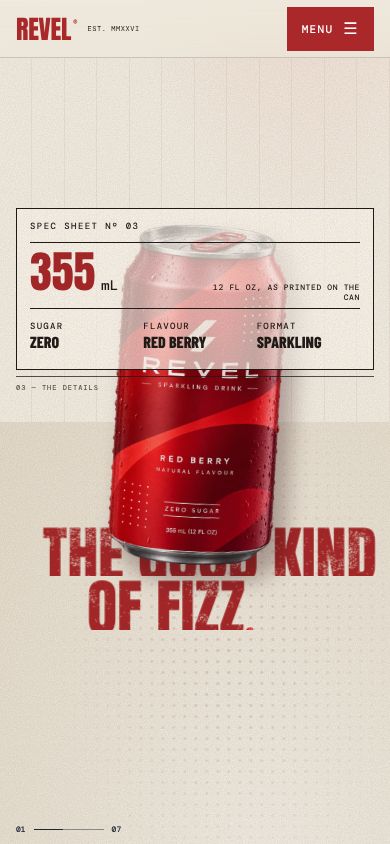 REVEL®
EST. MMXXVI
MENU
SPEC SHEET Nº 03
355 mL
12 FL OZ, AS PRINTED ON THE
CAN
SUGAR
FLAVOUR
FORMAT
ZERO
RED BERRY
SPARKLING
REVEL
SPARKLING DRINK
03 — THE DETAILS
RED BERRY
NATURAL FLAVOUR
ZERO SUGAR
355 mL (12 FL OZ)
THE GOOD KIND
OF FIZZ.
01
07